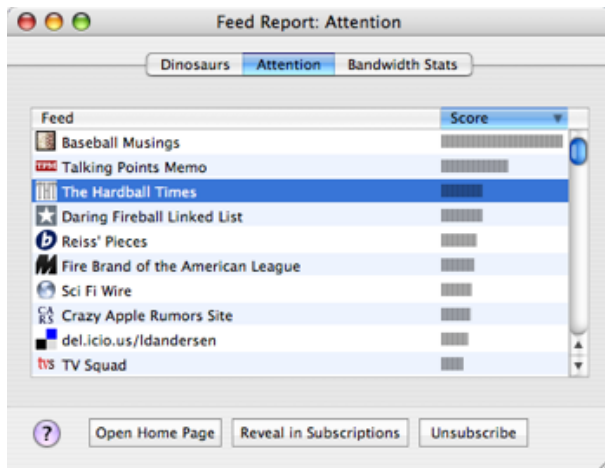 Feed Report: Attention
Dinosaurs Attention Bandwidth Stats
Feed Score
Baseball Musings
TPM Talking Points Memo
The Hardball Times
Daring Fireball Linked List
b Reiss' Pieces
Fire Brand of the American League
Sci Fi Wire
CARS Crazy Apple Rumors Site
del.icio.us/ldandersen
tvs TV Squad
? Open Home Page Reveal in Subscriptions Unsubscribe